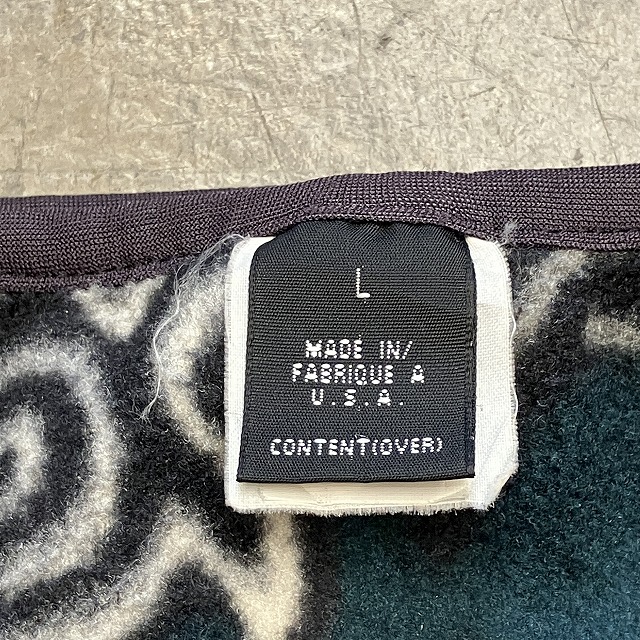 L
MADE IN/
FABRIQUE A
U.S.A.
CONTENT(OVER)